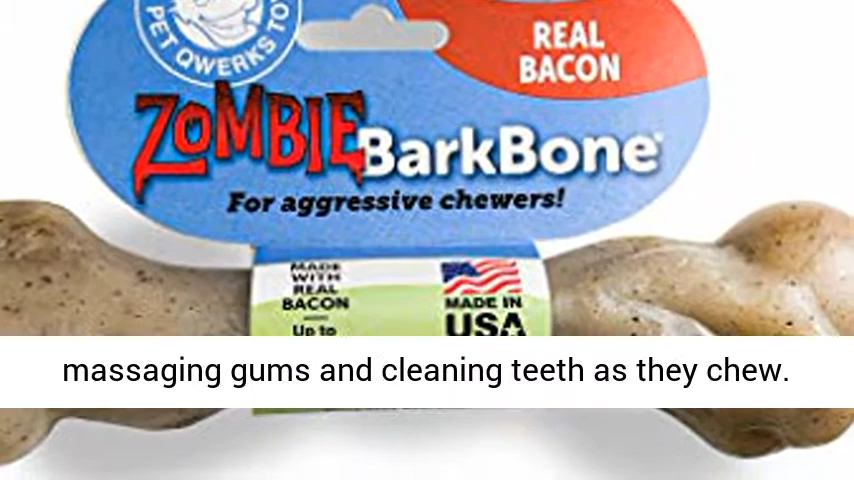 PET QWERKS TO
REAL
BACON
ZOMBIE BarkBone
For aggressive chewers!
MADE
WITH
REAL
BACON
Up to
MADE IN
USA
massaging gums and cleaning teeth as they chew.